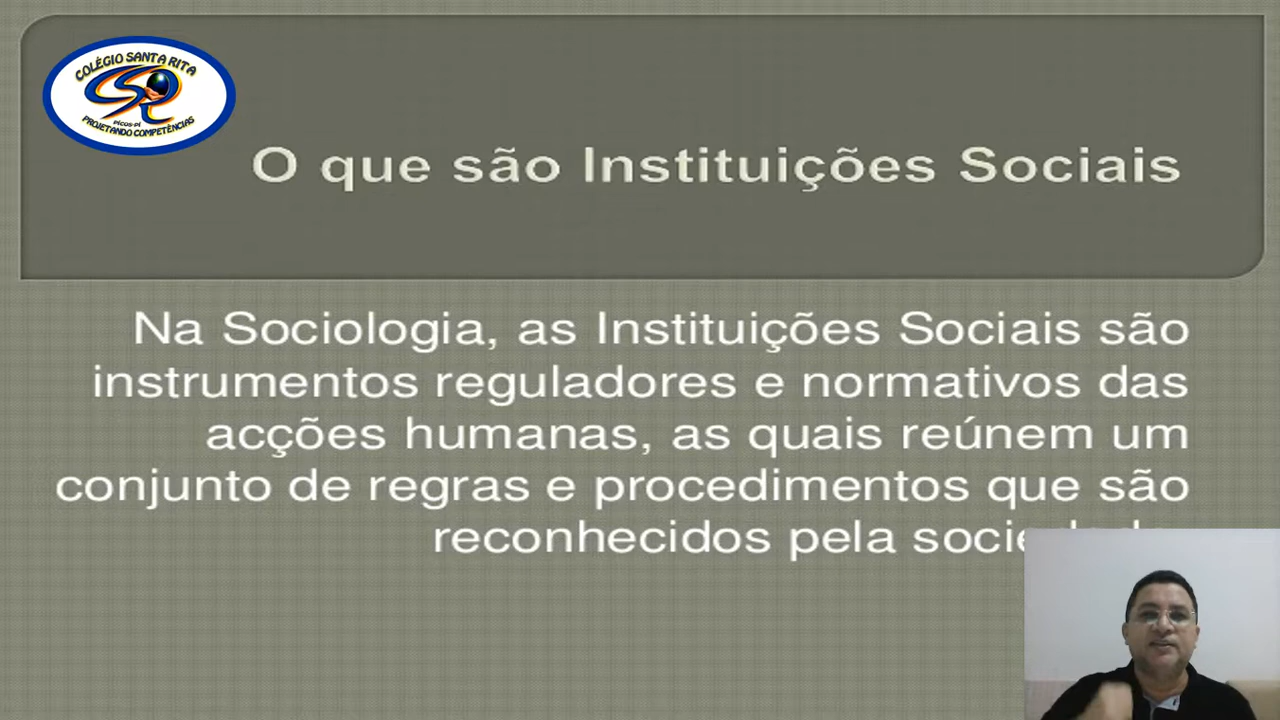 COLÉGIO SANTA RITA
PICOS-PI
PROJETANDO COMPETÊNCIAS
O que são Instituições Sociais
Na Sociologia, as Instituições Sociais são
instrumentos reguladores e normativos das
acções humanas, as quais reúnem um
conjunto de regras e procedimentos que são
reconhecidos pela